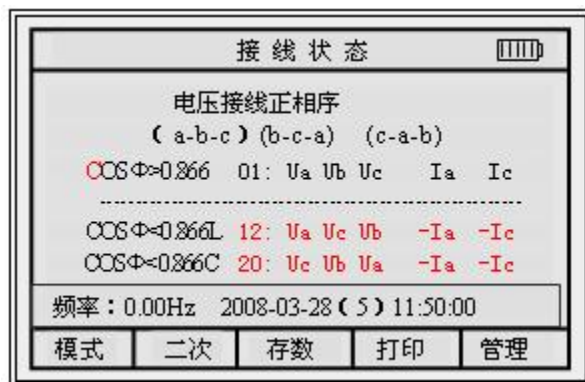 接线状态
电压接线正相序
(a-b-c) (b-c-a) (c-a-b)
COSΦ>0.866 01: Ua Ub Uc Ia Ic
COSΦ<0.866L 12: Ua Uc Ub -Ia -Ic
COSΦ<0.866C 20: Uc Ub Ua -Ia -Ic
频率：0.00Hz 2008-03-28(5)11:50:00
模式 二次 存数 打印 管理